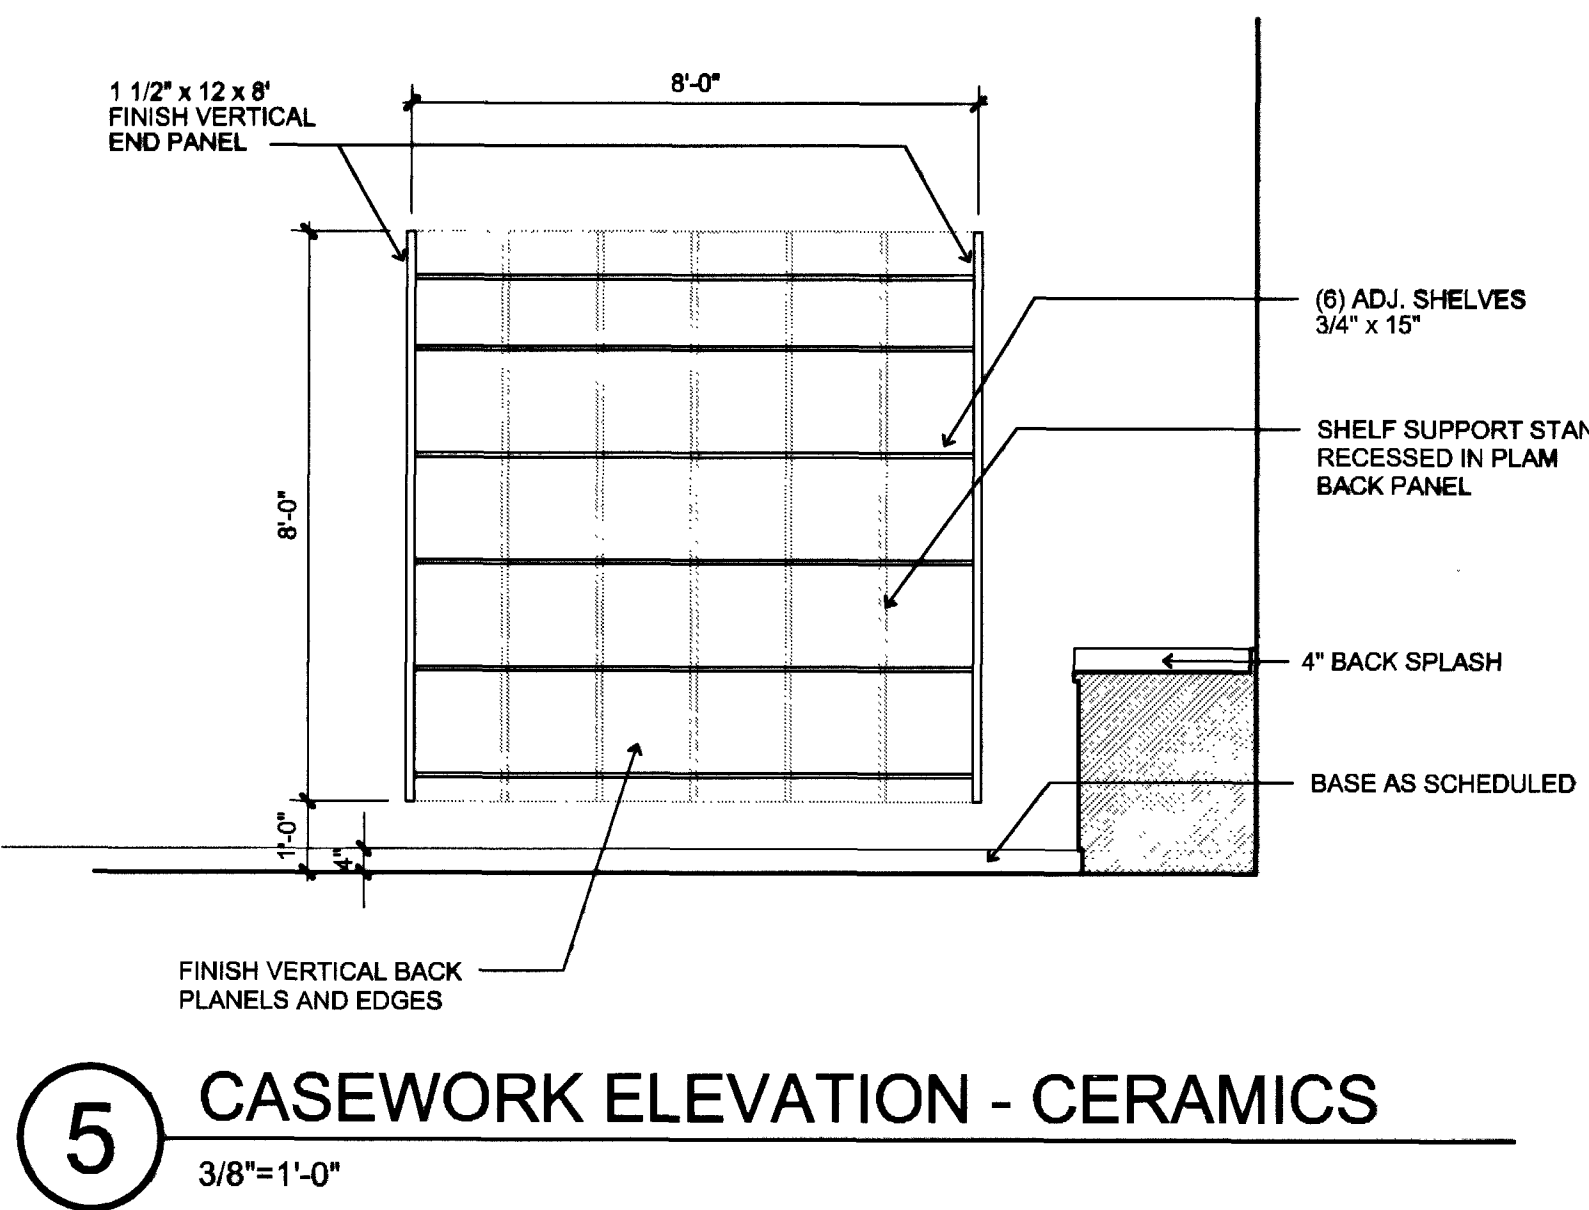 1 1/2" x 12 x 8'
FINISH VERTICAL
END PANEL
8'-0"
(6) ADJ. SHELVES
3/4" x 15"
SHELF SUPPORT STAN
RECESSED IN PLAM
BACK PANEL
8'-0"
4" BACK SPLASH
BASE AS SCHEDULED
1'-0"
4"
FINISH VERTICAL BACK
PLANELS AND EDGES
5
CASEWORK ELEVATION - CERAMICS
3/8"=1'-0"